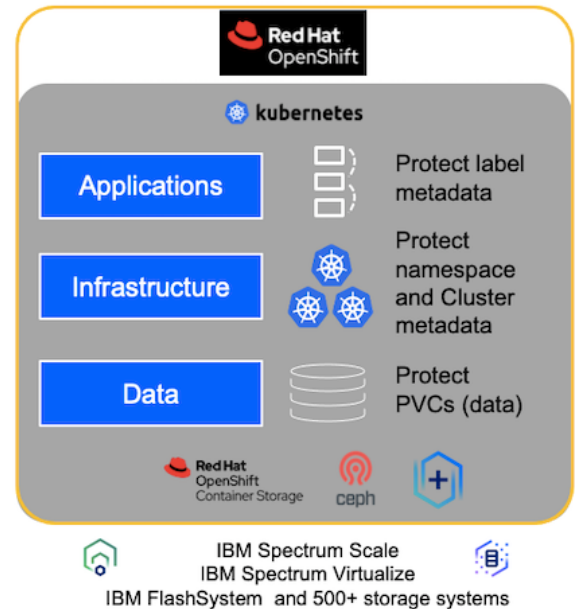 Red Hat
OpenShift
kubernetes
Applications
Protect label
metadata
Infrastructure
Protect
namespace
and Cluster
metadata
Data
Protect
PVCs (data)
Red Hat
OpenShift
Container Storage
ceph
IBM Spectrum Scale
IBM Spectrum Virtualize
IBM FlashSystem and 500+ storage systems